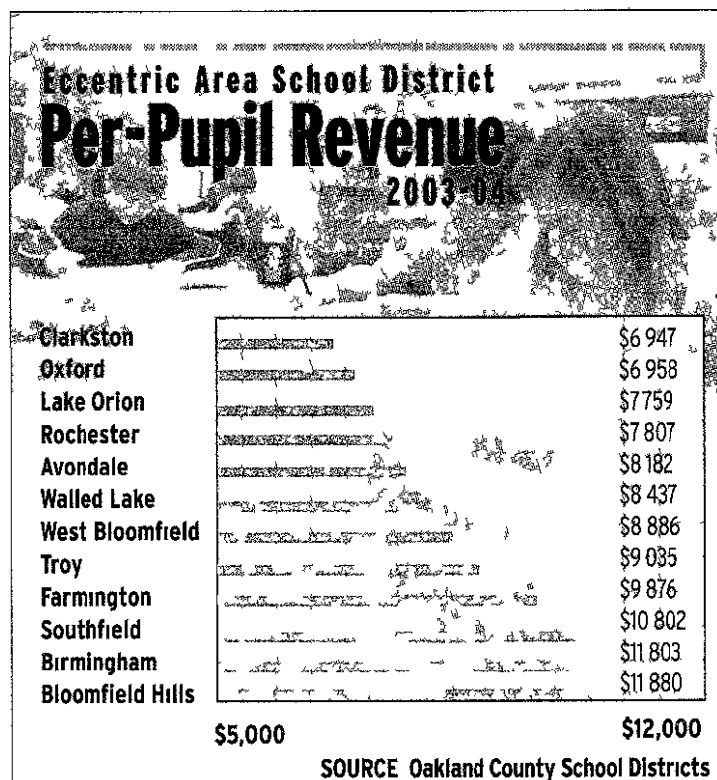 Eccentric Area School District
Per-Pupil Revenue
2003-04
Clarkston $6 947
Oxford $6 958
Lake Orion $7759
Rochester $7 807
Avondale $8 182
Walled Lake $8 437
West Bloomfield $8 886
Troy $9 035
Farmington $9 876
Southfield $10 802
Birmingham $11 803
Bloomfield Hills $11 880
$5,000 $12,000
SOURCE Oakland County School Districts